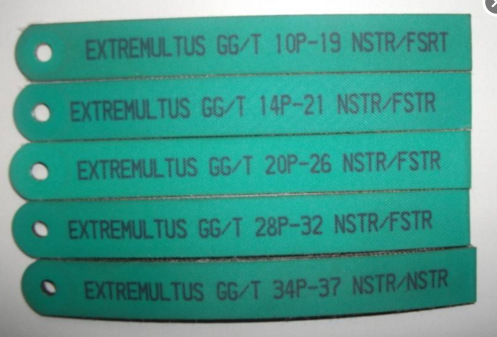 EXTREMULTUS GG/T 10P-19 NSTR/FSRT
EXTREMULTUS GG/T 14P-21 NSTR/FSTR
EXTREMULTUS GG/T 20P-26 NSTR/FSTR
EXTREMULTUS GG/T 28P-32 NSTR/FSTR
EXTREMULTUS GG/T 34P-37 NSTR/NSTR